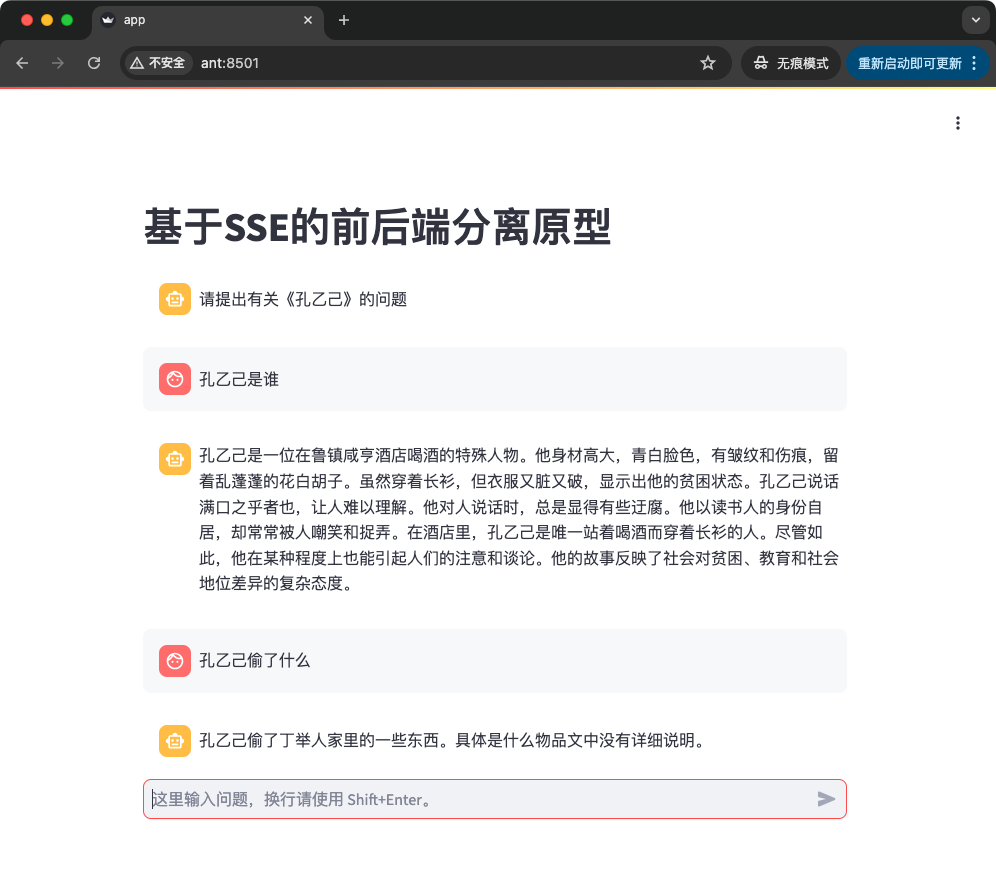 app
不安全
ant:8501
无痕模式
重新启动即可更新
基于SSE的前后端分离原型
请提出有关《孔乙己》的问题
孔乙己是谁
孔乙己是一位在鲁镇咸亨酒店喝酒的特殊人物。他身材高大，青白脸色，有皱纹和伤痕，留
着乱蓬蓬的花白胡子。虽然穿着长衫，但衣服又脏又破，显示出他的贫困状态。孔乙己说话
满口之乎者也，让人难以理解。他对人说话时，总是显得有些迂腐。他以读书人的身份自
居，却常常被人嘲笑和捉弄。在酒店里，孔乙己是唯一站着喝酒而穿着长衫的人。尽管如
此，他在某种程度上也能引起人们的注意和谈论。他的故事反映了社会对贫困、教育和社会
地位差异的复杂态度。
孔乙己偷了什么
孔乙己偷了丁举人家里的一些东西。具体是什么物品文中没有详细说明。
这里输入问题，换行请使用 Shift+Enter。